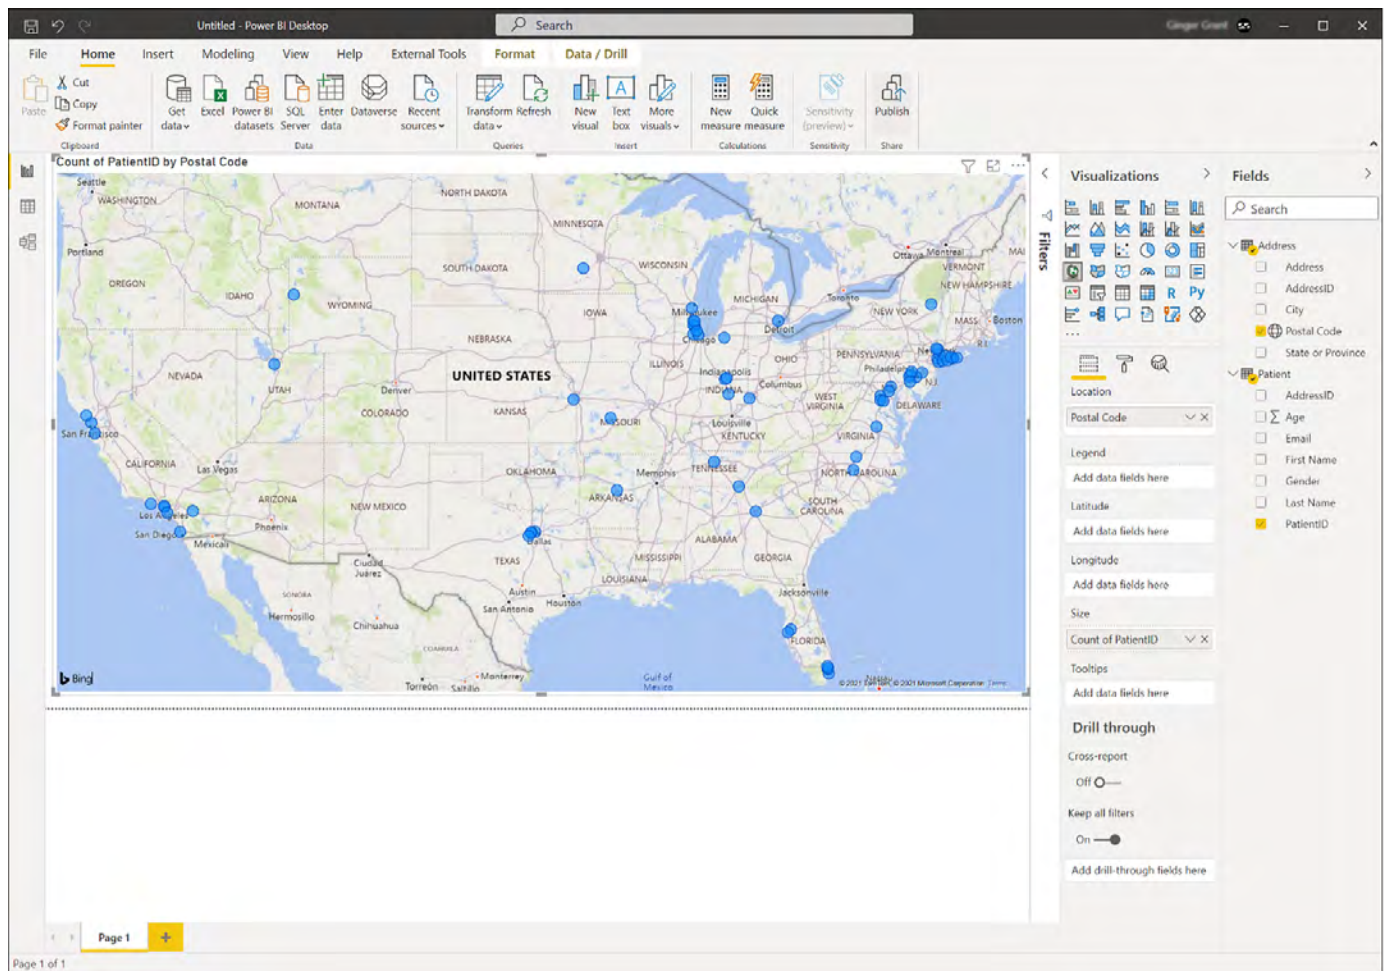 Untitled - Power BI Desktop
Search
Ginger Grant
File Home Insert Modeling View Help External Tools Format Data / Drill
Paste
Cut
Copy
Format painter
Clipboard
Get data
Excel
Power BI datasets
SQL Server
Enter data
Dataverse
Recent sources
Data
Transform data
Refresh
Queries
New visual
Text box
More visuals
Insert
New measure
Quick measure
Calculations
Sensitivity (preview)
Sensitivity
Publish
Share
Count of PatientID by Postal Code
Seattle
WASHINGTON
MONTANA
NORTH DAKOTA
MINNESOTA
Portland
OREGON
IDAHO
WYOMING
SOUTH DAKOTA
WISCONSIN
MICHIGAN
Ottawa
Montreal
MAI
VERMONT
NEW HAMPSHIRE
Toronto
NEW YORK
MASS
Boston
R.I.
IOWA
Milwaukee
Detroit
Chicago
NEBRASKA
ILLINOIS
OHIO
PENNSYLVANIA
Philadelphia
N.J.
NEVADA
UTAH
Denver
COLORADO
UNITED STATES
KANSAS
MISSOURI
Indianapolis
INDIANA
Columbus
WEST VIRGINIA
DELAWARE
San Francisco
CALIFORNIA
Las Vegas
Louisville
KENTUCKY
VIRGINIA
ARIZONA
NEW MEXICO
OKLAHOMA
Memphis
TENNESSEE
NORTH CAROLINA
Los Angeles
Phoenix
ARKANSAS
SOUTH CAROLINA
San Diego
Mexicali
Dallas
ALABAMA
Ciudad Juárez
TEXAS
MISSISSIPPI
GEORGIA
LOUISIANA
SONORA
Austin
San Antonio
Houston
Jacksonville
Hermosillo
Chihuahua
FLORIDA
COAHUILA
Monterrey
Torreón
Saltillo
Gulf of Mexico
Bing
© 2021 TomTom, © 2021 Microsoft Corporation Terms
Filters
Visualizations
R
Py
Location
Postal Code
Legend
Add data fields here
Latitude
Add data fields here
Longitude
Add data fields here
Size
Count of PatientID
Tooltips
Add data fields here
Drill through
Cross-report
Off
Keep all filters
On
Add drill-through fields here
Fields
Search
Address
Address
AddressID
City
Postal Code
State or Province
Patient
AddressID
Age
Email
First Name
Gender
Last Name
PatientID
Page 1
Page 1 of 1